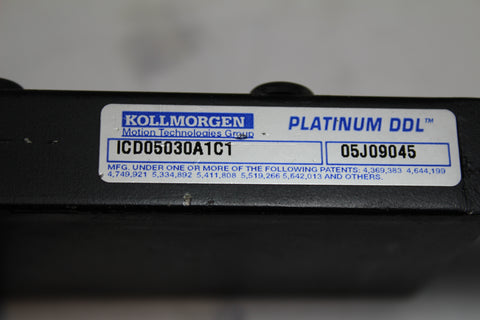 KOLLMORGEN PLATINUM DDL™
Motion Technologies Group
ICD05030A1C1 05J09045
MFG. UNDER ONE OR MORE OF THE FOLLOWING PATENTS: 4,369,383 4,644,199
4,749,921 5,334,892 5,411,808 5,519,266 5,642,013 AND OTHERS.